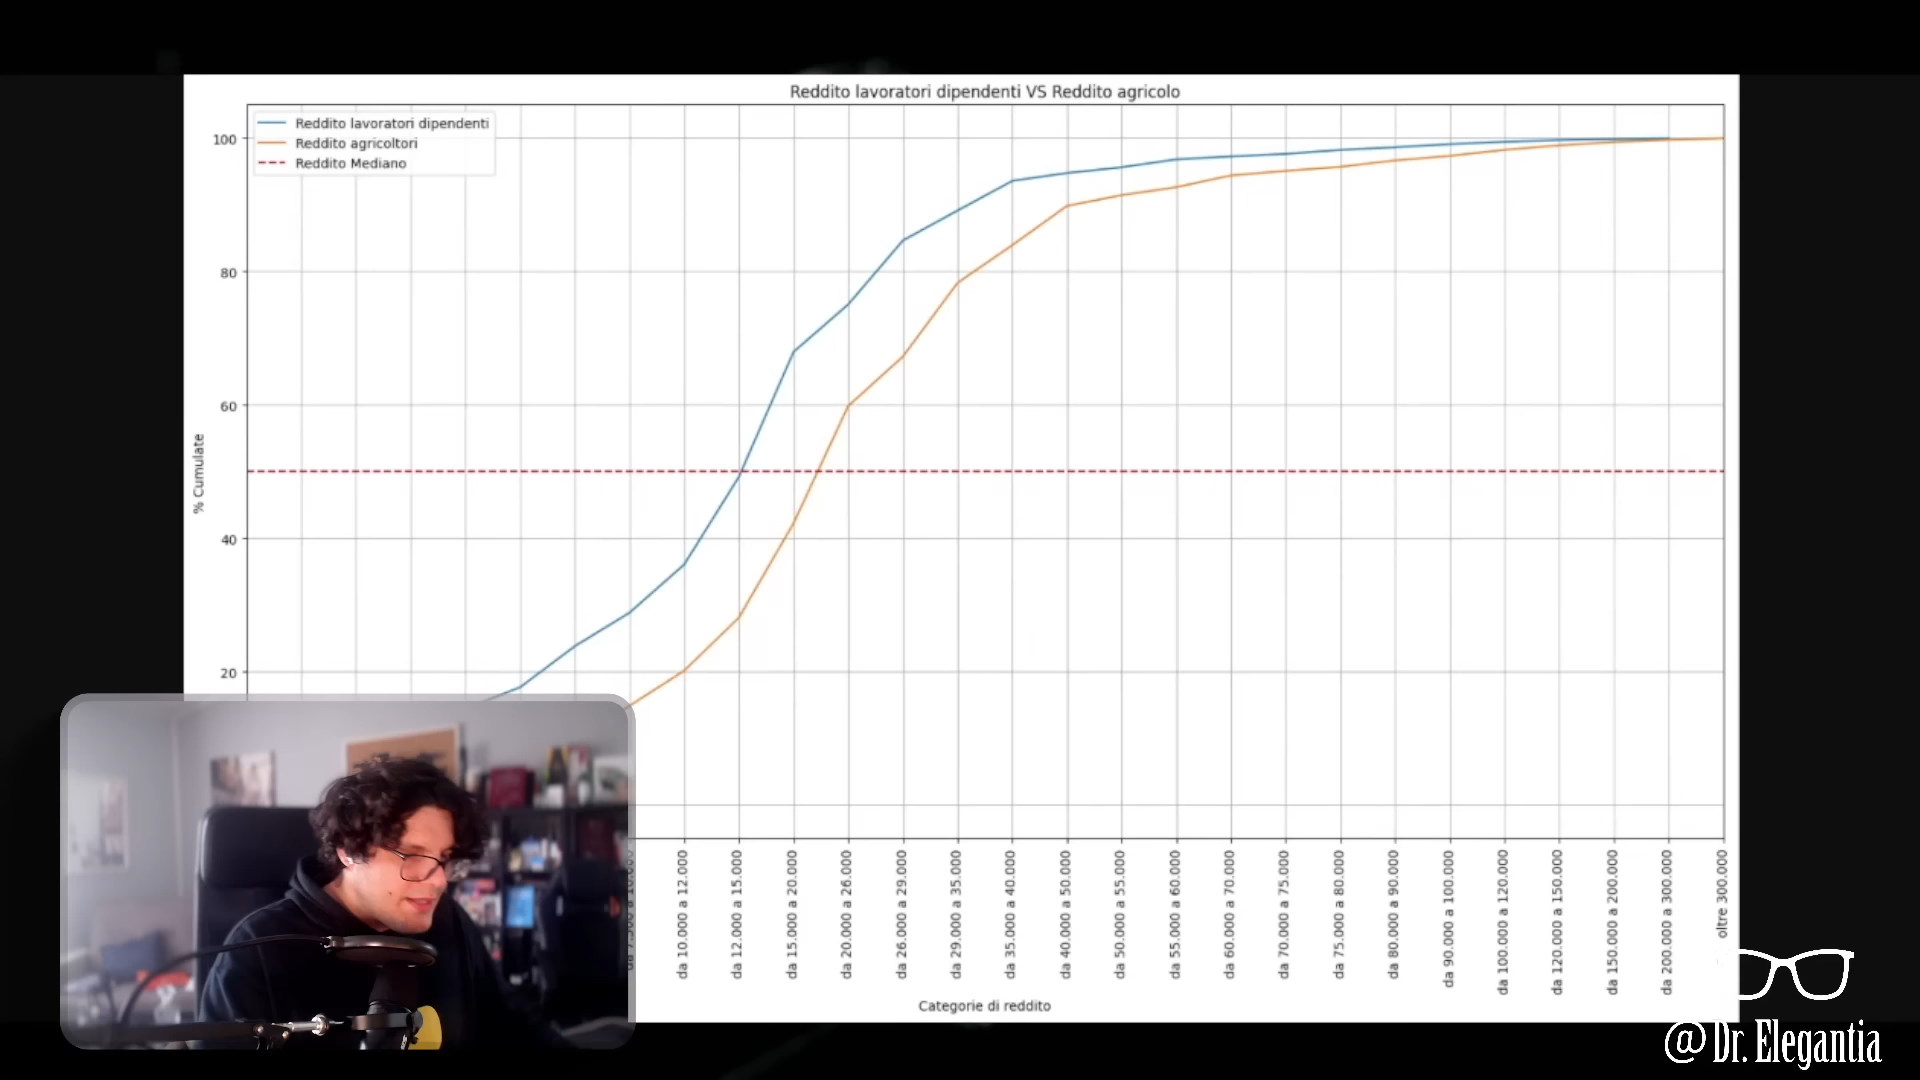 Reddito lavoratori dipendenti VS Reddito agricolo
Reddito lavoratori dipendenti
Reddito agricoltori
Reddito Mediano
100
80
60
40
20
% Cumulate
da 10.000 a 12.000
da 12.000 a 15.000
da 15.000 a 20.000
da 20.000 a 26.000
da 26.000 a 29.000
da 29.000 a 35.000
da 35.000 a 40.000
da 40.000 a 50.000
da 50.000 a 55.000
da 55.000 a 60.000
da 60.000 a 70.000
da 70.000 a 75.000
da 75.000 a 80.000
da 80.000 a 90.000
da 90.000 a 100.000
da 100.000 a 120.000
da 120.000 a 150.000
da 150.000 a 200.000
da 200.000 a 300.000
oltre 300.000
Categorie di reddito
@Dr. Elegantia